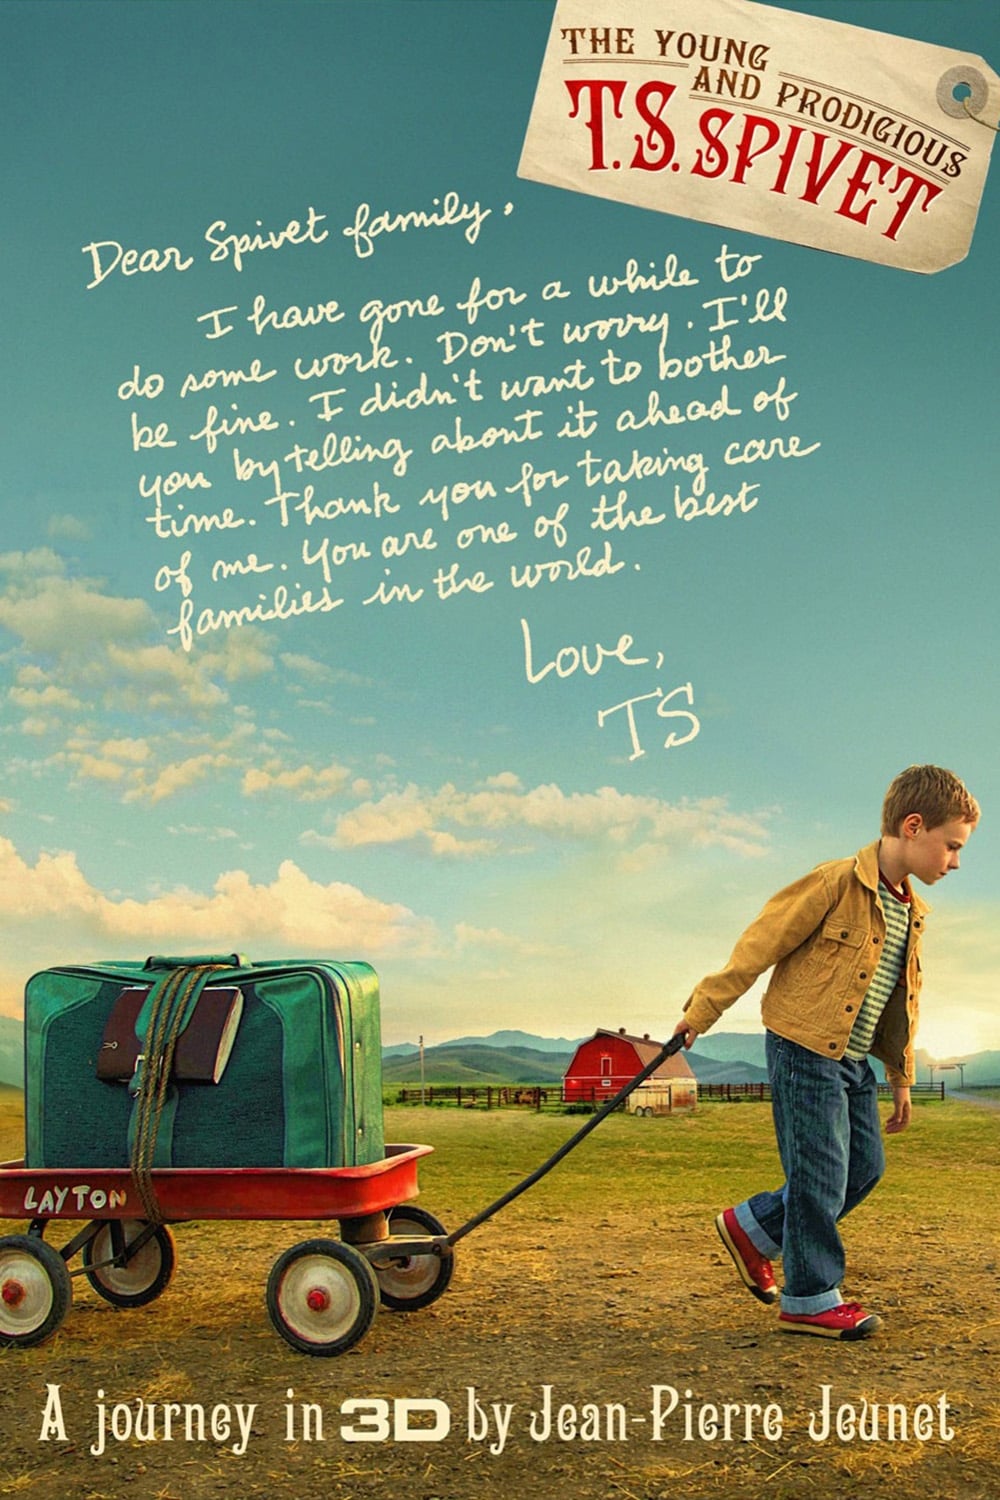 THE YOUNG
AND PRODIGIOUS
T.S. SPIVET
Dear Spivet family,
I have gone for a while to
do some work. Don't worry. I'll
be fine. I didn't want to bother
you by telling about it ahead of
time. Thank you for taking care
of me. You are one of the best
families in the world.
Love,
TS
LAYTON
A journey in 3D by Jean-Pierre Jeunet